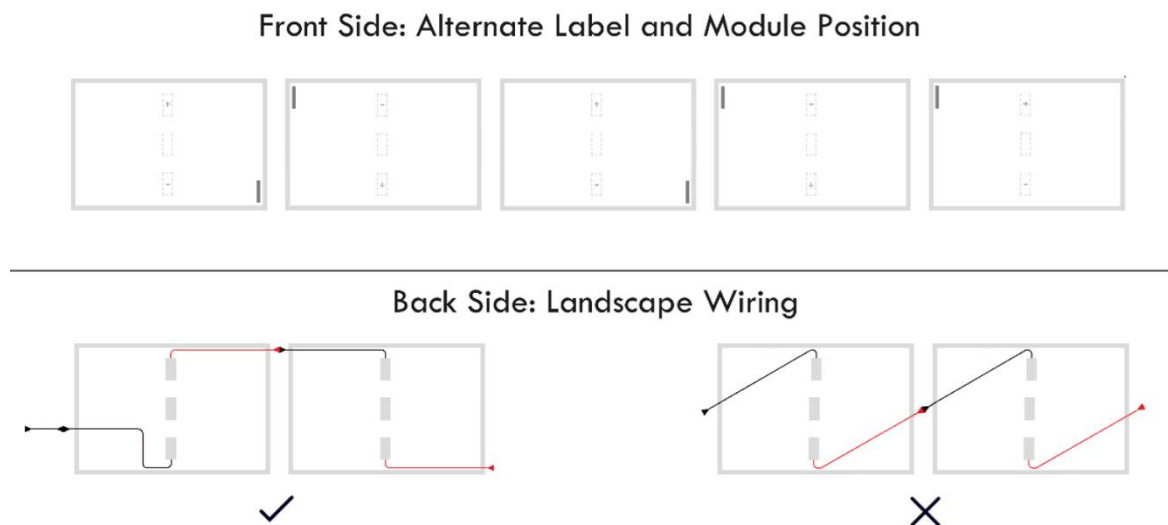 Front Side: Alternate Label and Module Position
+ - + - +
- + - + -
Back Side: Landscape Wiring